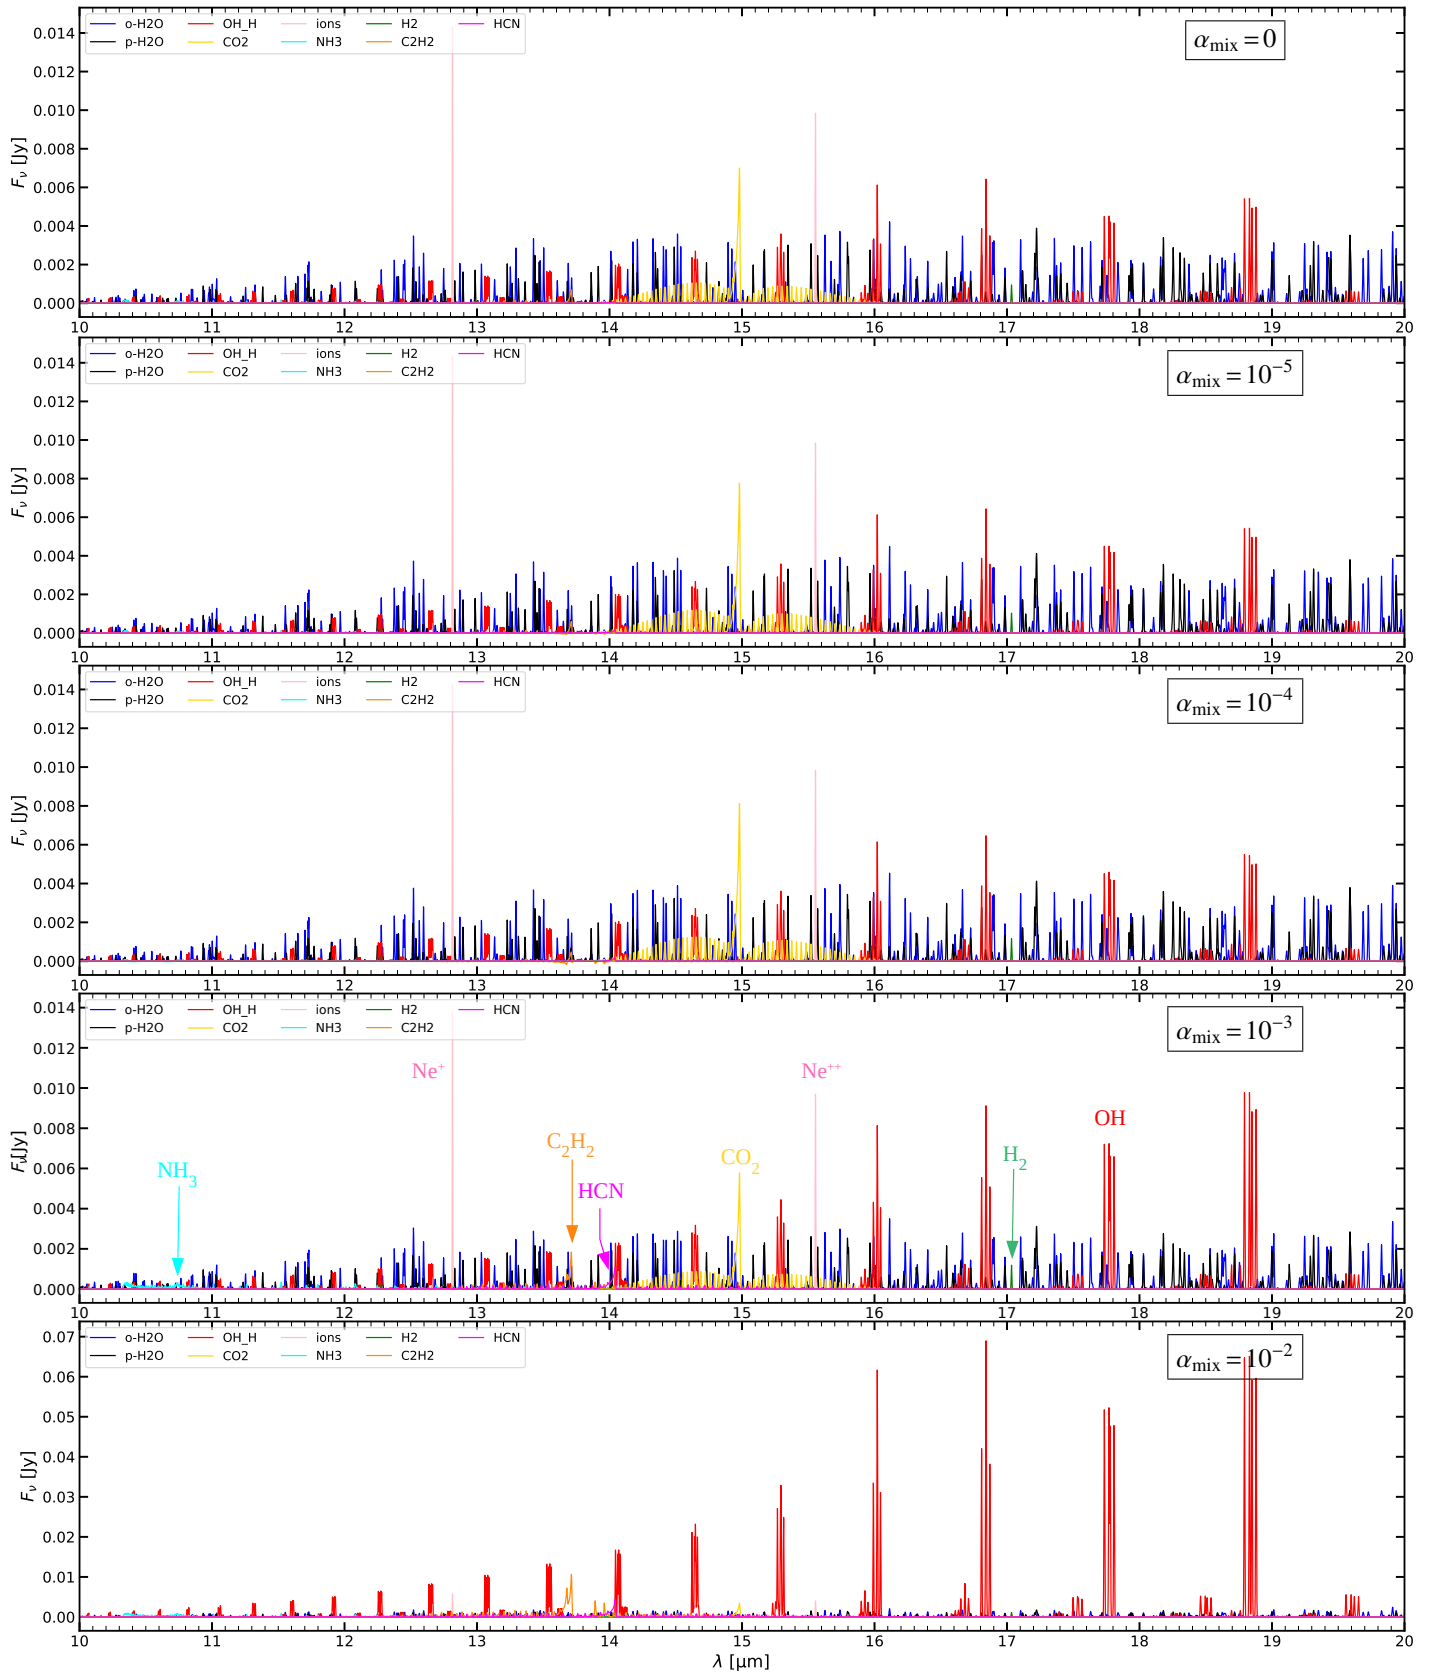 o-H2O OH_H ions H2 HCN
p-H2O CO2 NH3 C2H2
α_mix = 0
F_ν [Jy]
0.014
0.012
0.010
0.008
0.006
0.004
0.002
0.000
10 11 12 13 14 15 16 17 18 19 20
o-H2O OH_H ions H2 HCN
p-H2O CO2 NH3 C2H2
α_mix = 10⁻⁵
F_ν [Jy]
0.014
0.012
0.010
0.008
0.006
0.004
0.002
0.000
10 11 12 13 14 15 16 17 18 19 20
o-H2O OH_H ions H2 HCN
p-H2O CO2 NH3 C2H2
α_mix = 10⁻⁴
F_ν [Jy]
0.014
0.012
0.010
0.008
0.006
0.004
0.002
0.000
10 11 12 13 14 15 16 17 18 19 20
o-H2O OH_H ions H2 HCN
p-H2O CO2 NH3 C2H2
α_mix = 10⁻³
F_ν[Jy]
0.014
0.012
0.010
0.008
0.006
0.004
0.002
0.000
Ne⁺ Ne⁺⁺
OH
C₂H₂ H₂
CO₂
NH₃
HCN
10 11 12 13 14 15 16 17 18 19 20
o-H2O OH_H ions H2 HCN
p-H2O CO2 NH3 C2H2
α_mix = 10⁻²
F_ν [Jy]
0.07
0.06
0.05
0.04
0.03
0.02
0.01
0.00
10 11 12 13 14 15 16 17 18 19 20
λ [μm]